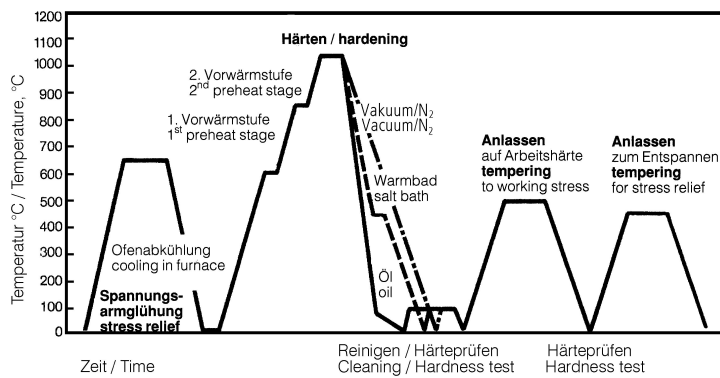 Temperatur °C / Temperature, °C
1200
1100
1000
900
800
700
600
500
400
300
200
100
0
Härten / hardening
2. Vorwärmstufe
2nd preheat stage
1. Vorwärmstufe
1st preheat stage
Vakuum/N2
Vacuum/N2
Warmbad
salt bath
Öl
oil
Ofenabkühlung
cooling in furnace
Spannungs-
armglühung
stress relief
Anlassen
auf Arbeitshärte
tempering
to working stress
Anlassen
zum Entspannen
tempering
for stress relief
Zeit / Time
Reinigen / Härteprüfen
Cleaning / Hardness test
Härteprüfen
Hardness test